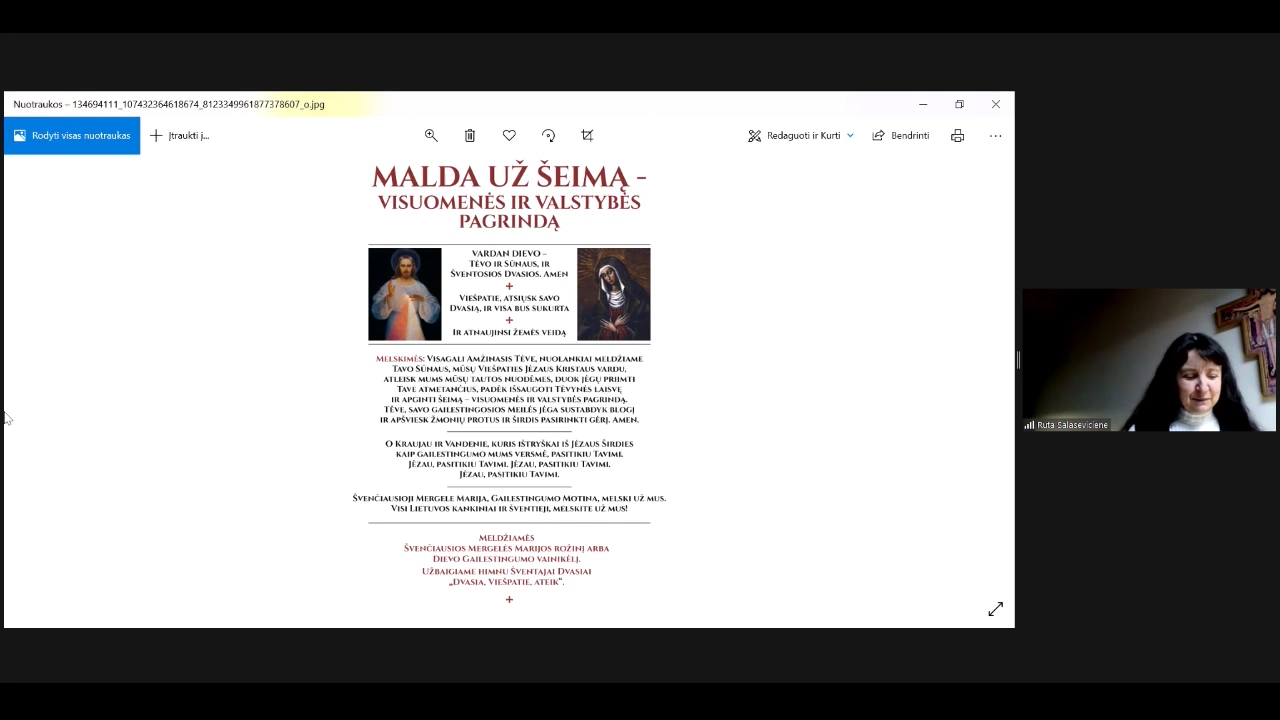 Nuotraukos – 134694111_107432364618674_8123349961877378607_o.jpg
Rodyti visas nuotraukas
Įtraukti į...
Redaguoti ir Kurti
Bendrinti
MALDA UŽ ŠEIMĄ -
VISUOMENĖS IR VALSTYBĖS
PAGRINDĄ
VARDAN DIEVO –
TĖVO IR SŪNAUS, IR
ŠVENTOSIOS DVASIOS. AMEN
VIEŠPATIE, ATSIŲSK SAVO
DVASIĄ, IR VISA BUS SUKURTA
IR ATNAUJINSI ŽEMĖS VEIDĄ
MELSKIMĖS: VISAGALI AMŽINASIS TĖVE, NUOLANKIAI MELDŽIAME
TAVO SŪNAUS, MŪSŲ VIEŠPATIES JĖZAUS KRISTAUS VARDU,
ATLEISK MUMS MŪSŲ TAUTOS NUODĖMES, DUOK JĖGŲ PRIIMTI
TAVE ATMETANČIUS, PADĖK IŠSAUGOTI TĖVYNĖS LAISVĘ
IR APGINTI ŠEIMĄ – VISUOMENĖS IR VALSTYBĖS PAGRINDĄ.
TĖVE, SAVO GAILESTINGOSIOS MEILĖS JĖGA SUSTABDYK BLOGĮ
IR APŠVIESK ŽMONIŲ PROTUS IR ŠIRDIS PASIRINKTI GĖRĮ. AMEN.
O KRAUJAU IR VANDENIE, KURIS IŠTRYŠKAI IŠ JĖZAUS ŠIRDIES
KAIP GAILESTINGUMO MUMS VERSMĖ, PASITIKIU TAVIMI.
JĖZAU, PASITIKIU TAVIMI. JĖZAU, PASITIKIU TAVIMI.
JĖZAU, PASITIKIU TAVIMI.
ŠVENČIAUSIOJI MERGELE MARIJA, GAILESTINGUMO MOTINA, MELSKI UŽ MUS.
VISI LIETUVOS KANKINIAI IR ŠVENTIEJI, MELSKITE UŽ MUS!
MELDŽIAMĖS
ŠVENČIAUSIOS MERGELĖS MARIJOS ROŽINĮ ARBA
DIEVO GAILESTINGUMO VAINIKĖLĮ.
UŽBAIGIAME HIMNU ŠVENTAJAI DVASIAI
„DVASIA, VIEŠPATIE, ATEIK“.
Ruta Salaseviciene